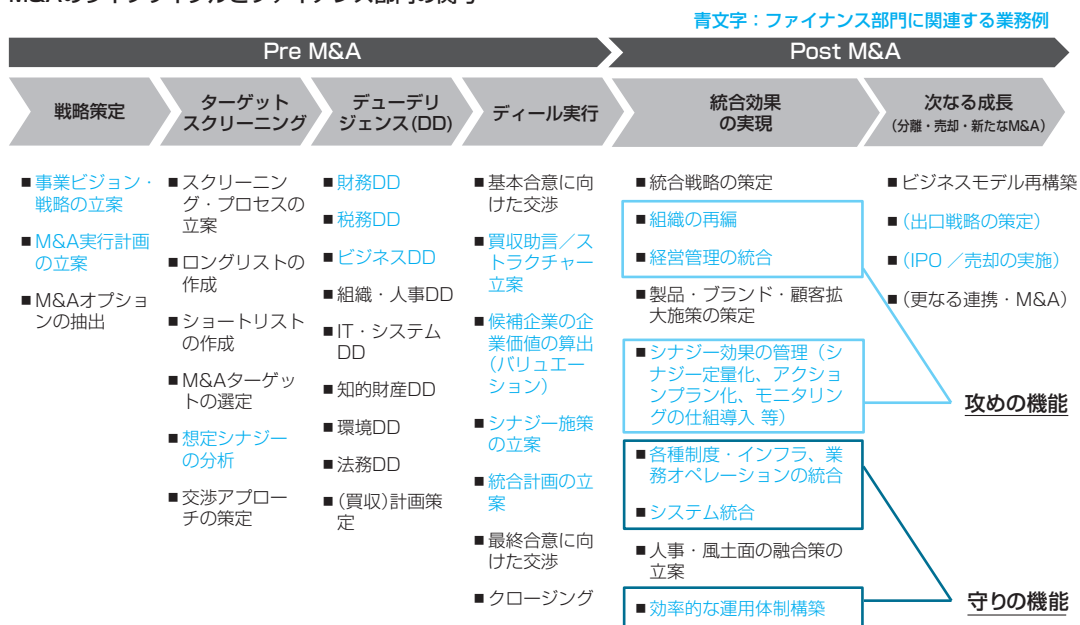 青文字：ファイナンス部門に関連する業務例
Pre M&A
Post M&A
戦略策定
ターゲット
スクリーニング
デューデリ
ジェンス(DD)
ディール実行
統合効果
の実現
次なる成長
（分離・売却・新たなM&A）
■事業ビジョン・
戦略の立案
■M&A実行計画
の立案
■M&Aオプショ
ンの抽出
■スクリーニン
グ・プロセスの
立案
■ロングリストの
作成
■ショートリスト
の作成
■M&Aターゲッ
トの選定
■想定シナジー
の分析
■交渉アプロー
チの策定
■財務DD
■税務DD
■ビジネスDD
■組織・人事DD
■IT・システム
DD
■知的財産DD
■環境DD
■法務DD
■（買収）計画策
定
■基本合意に向
けた交渉
■買収助言／ス
トラクチャー
立案
■候補企業の企
業価値の算出
（バリュエー
ション）
■シナジー施策
の立案
■統合計画の立
案
■最終合意に向
けた交渉
■クロージング
■統合戦略の策定
■組織の再編
■経営管理の統合
■製品・ブランド・顧客拡
大施策の策定
■シナジー効果の管理（シ
ナジー定量化、アクショ
ンプラン化、モニタリン
グの仕組導入 等）
■各種制度・インフラ、業
務オペレーションの統合
■システム統合
■人事・風土面の融合策の
立案
■効率的な運用体制構築
■ビジネスモデル再構築
■（出口戦略の策定）
■（IPO ／売却の実施）
■（更なる連携・M&A）
攻めの機能
守りの機能